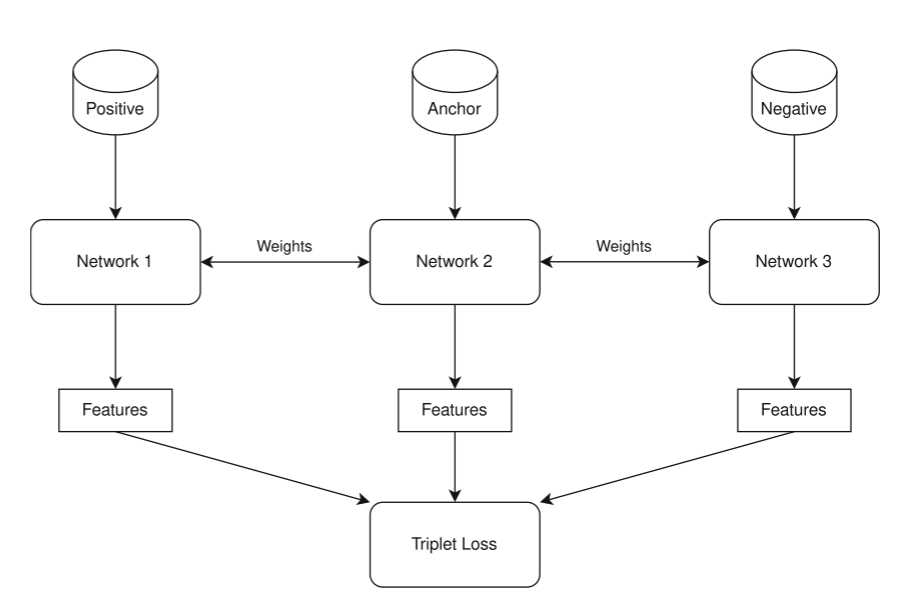 Positive
Anchor
Negative
Network 1
Weights
Network 2
Weights
Network 3
Features
Features
Features
Triplet Loss